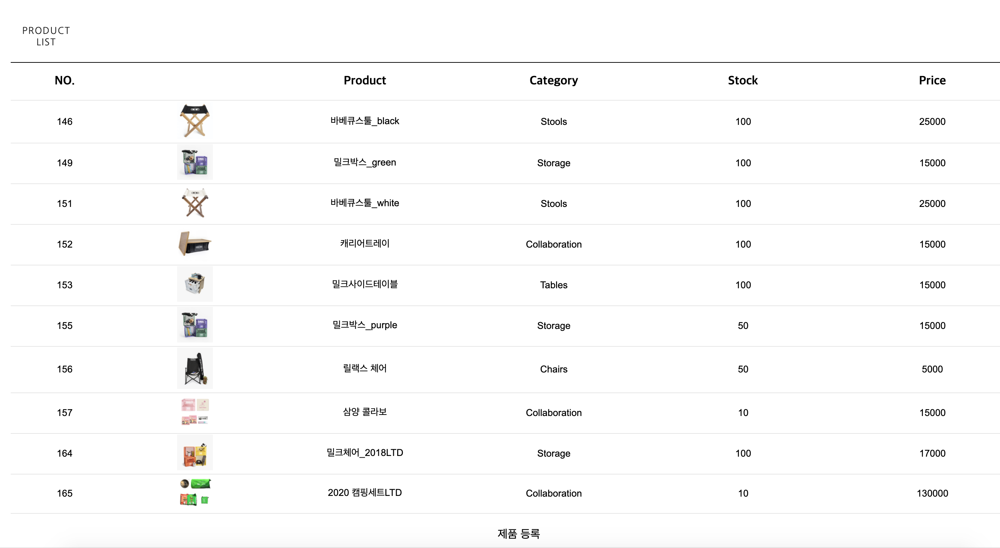 PRODUCT
LIST
NO. Product Category Stock Price
146 바베큐스툴_black Stools 100 25000
149 밀크박스_green Storage 100 15000
151 바베큐스툴_white Stools 100 25000
152 캐리어트레이 Collaboration 100 15000
153 밀크사이드테이블 Tables 100 15000
155 밀크박스_purple Storage 50 15000
156 릴랙스 체어 Chairs 50 5000
157 삼양 콜라보 Collaboration 10 15000
164 밀크체어_2018LTD Storage 100 17000
165 2020 캠핑세트LTD Collaboration 10 130000
제품 등록